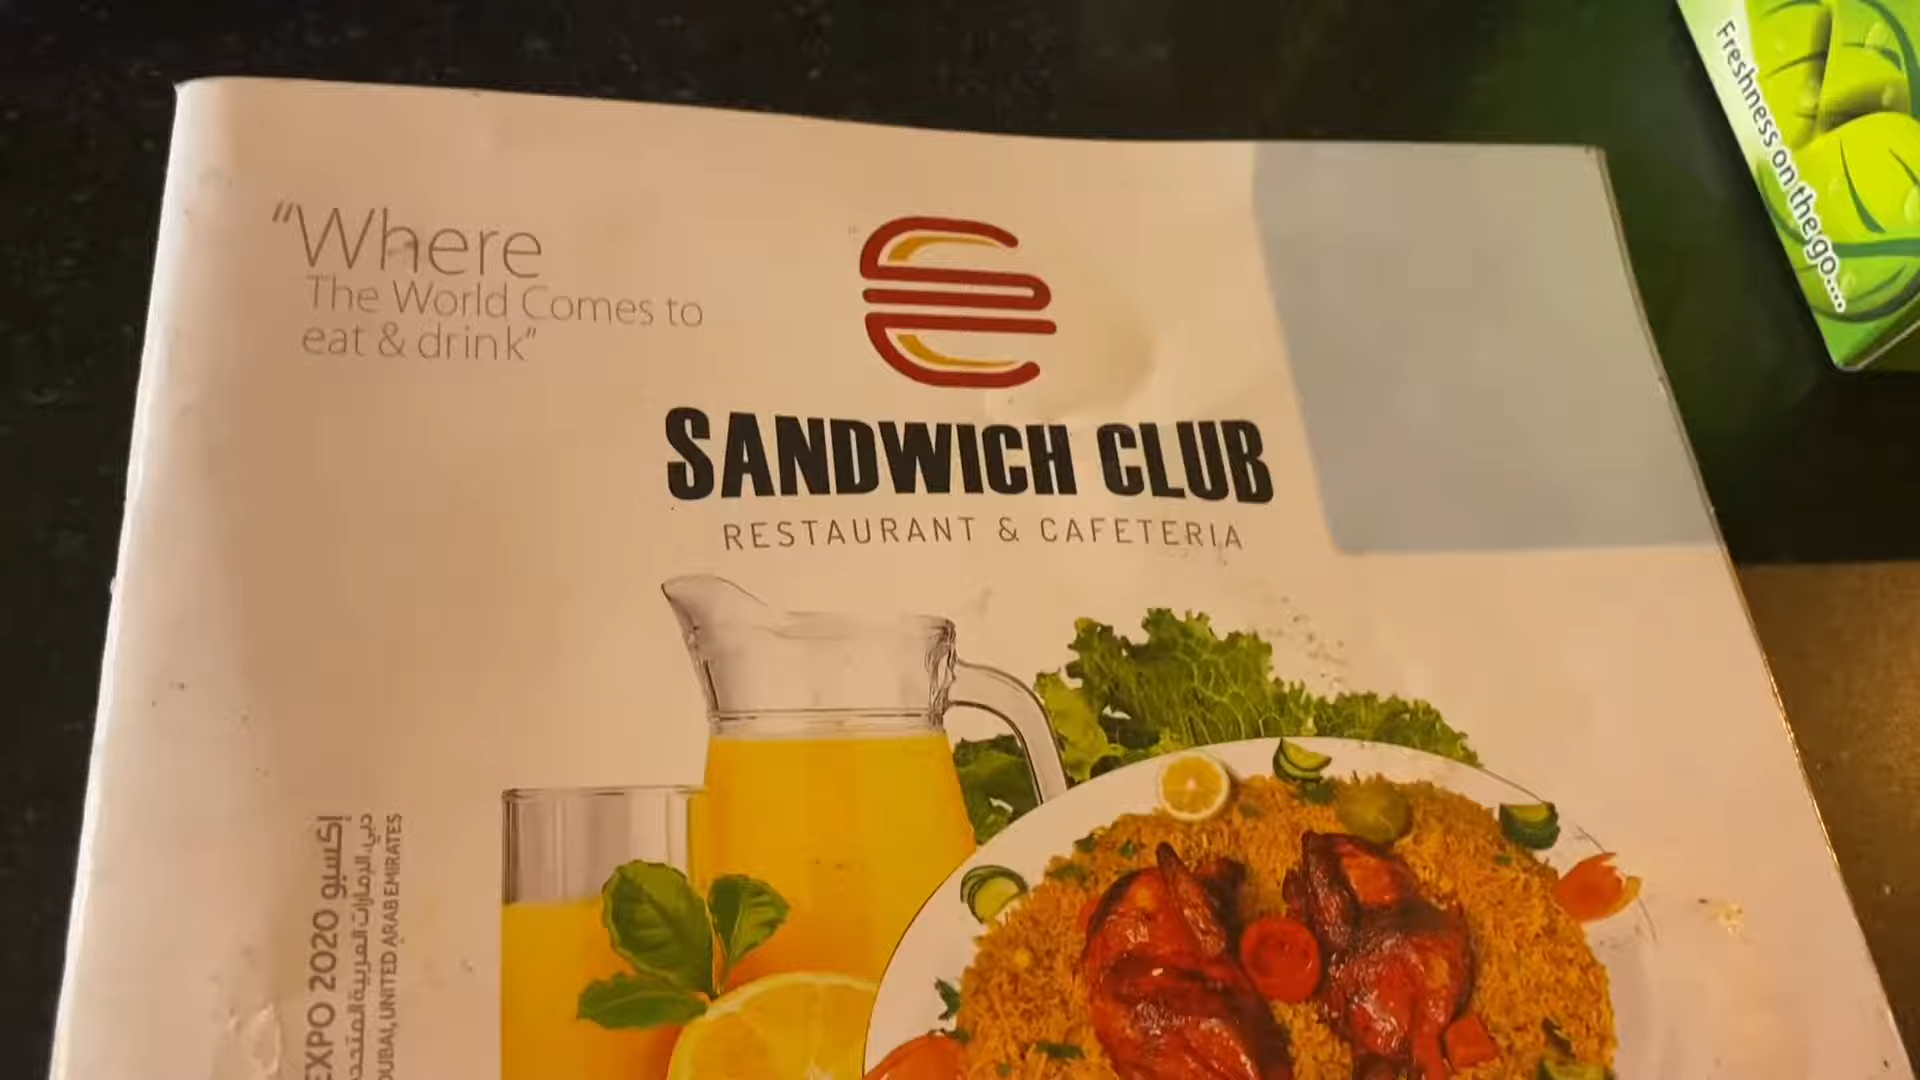 “Where
The World Comes to
eat & drink”
SANDWICH CLUB
RESTAURANT & CAFETERIA
Freshness on the go....
إكسبو EXPO 2020
دبي، الإمارات العربية المتحدة
DUBAI, UNITED ARAB EMIRATES